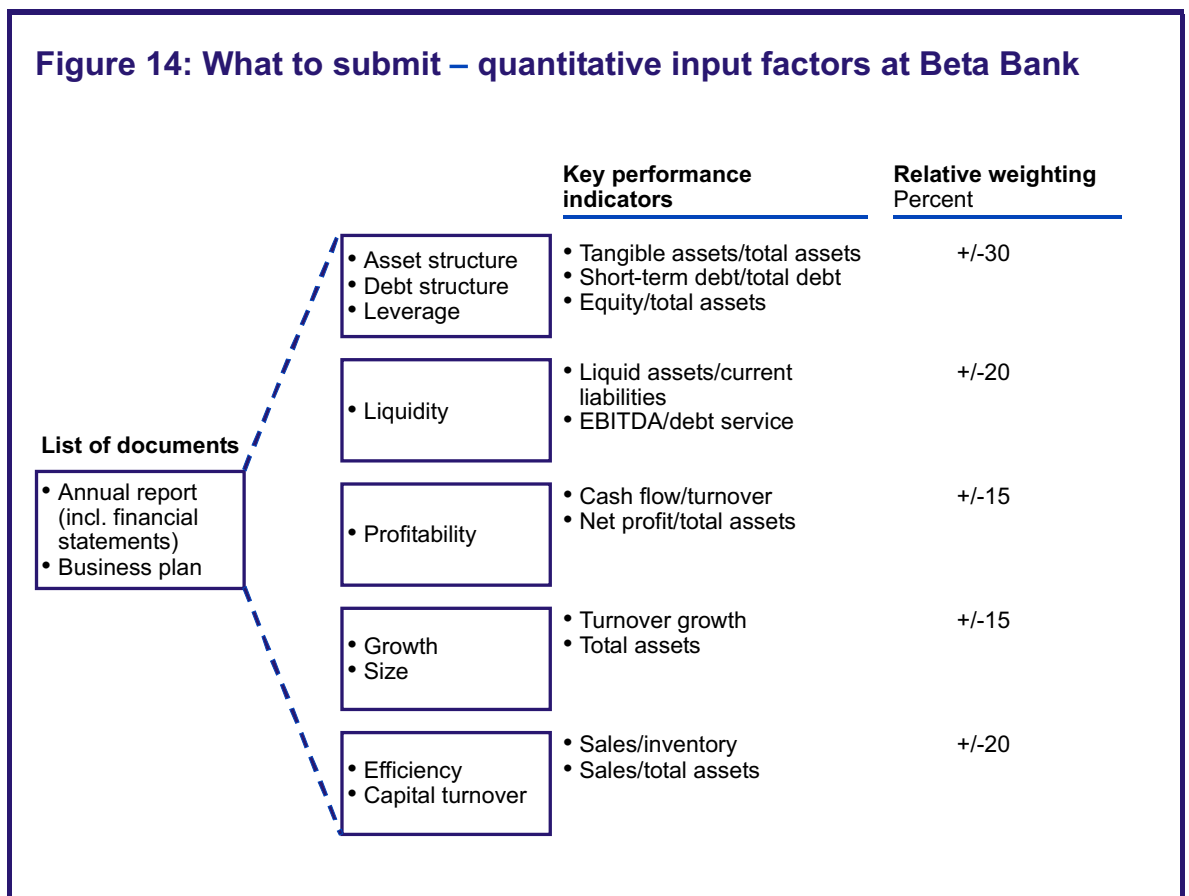 Figure 14: What to submit – quantitative input factors at Beta Bank
Key performance
indicators
Relative weighting
Percent
List of documents
• Annual report
(incl. financial
statements)
• Business plan
• Asset structure
• Debt structure
• Leverage
• Tangible assets/total assets
• Short-term debt/total debt
• Equity/total assets
+/-30
• Liquidity
• Liquid assets/current
liabilities
• EBITDA/debt service
+/-20
• Profitability
• Cash flow/turnover
• Net profit/total assets
+/-15
• Growth
• Size
• Turnover growth
• Total assets
+/-15
• Efficiency
• Capital turnover
• Sales/inventory
• Sales/total assets
+/-20